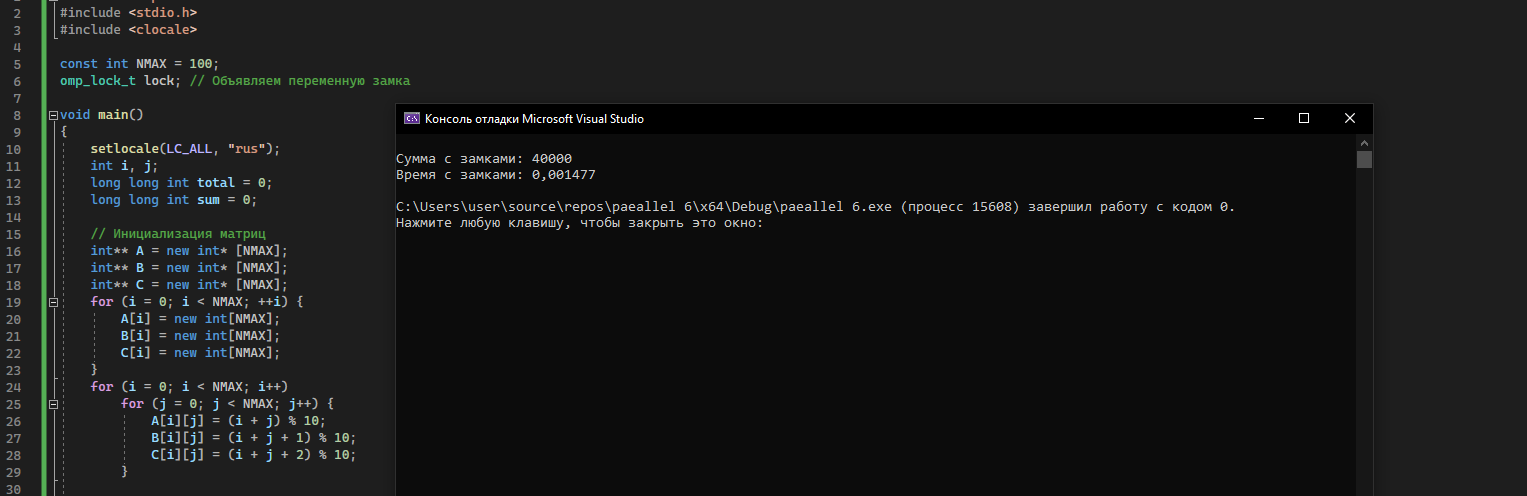 2 #include <stdio.h>
3 #include <clocale>
4
5 const int NMAX = 100;
6 omp_lock_t lock; // Объявляем переменную замка
7
8 void main()
9 {
10 setlocale(LC_ALL, "rus");
11 int i, j;
12 long long int total = 0;
13 long long int sum = 0;
14
15 // Инициализация матриц
16 int** A = new int* [NMAX];
17 int** B = new int* [NMAX];
18 int** C = new int* [NMAX];
19 for (i = 0; i < NMAX; ++i) {
20 A[i] = new int[NMAX];
21 B[i] = new int[NMAX];
22 C[i] = new int[NMAX];
23 }
24 for (i = 0; i < NMAX; i++)
25 for (j = 0; j < NMAX; j++) {
26 A[i][j] = (i + j) % 10;
27 B[i][j] = (i + j + 1) % 10;
28 C[i][j] = (i + j + 2) % 10;
29 }
30
Консоль отладки Microsoft Visual Studio
Сумма с замками: 40000
Время с замками: 0,001477
C:\Users\user\source\repos\paeallel 6\x64\Debug\paeallel 6.exe (процесс 15608) завершил работу с кодом 0.
Нажмите любую клавишу, чтобы закрыть это окно: